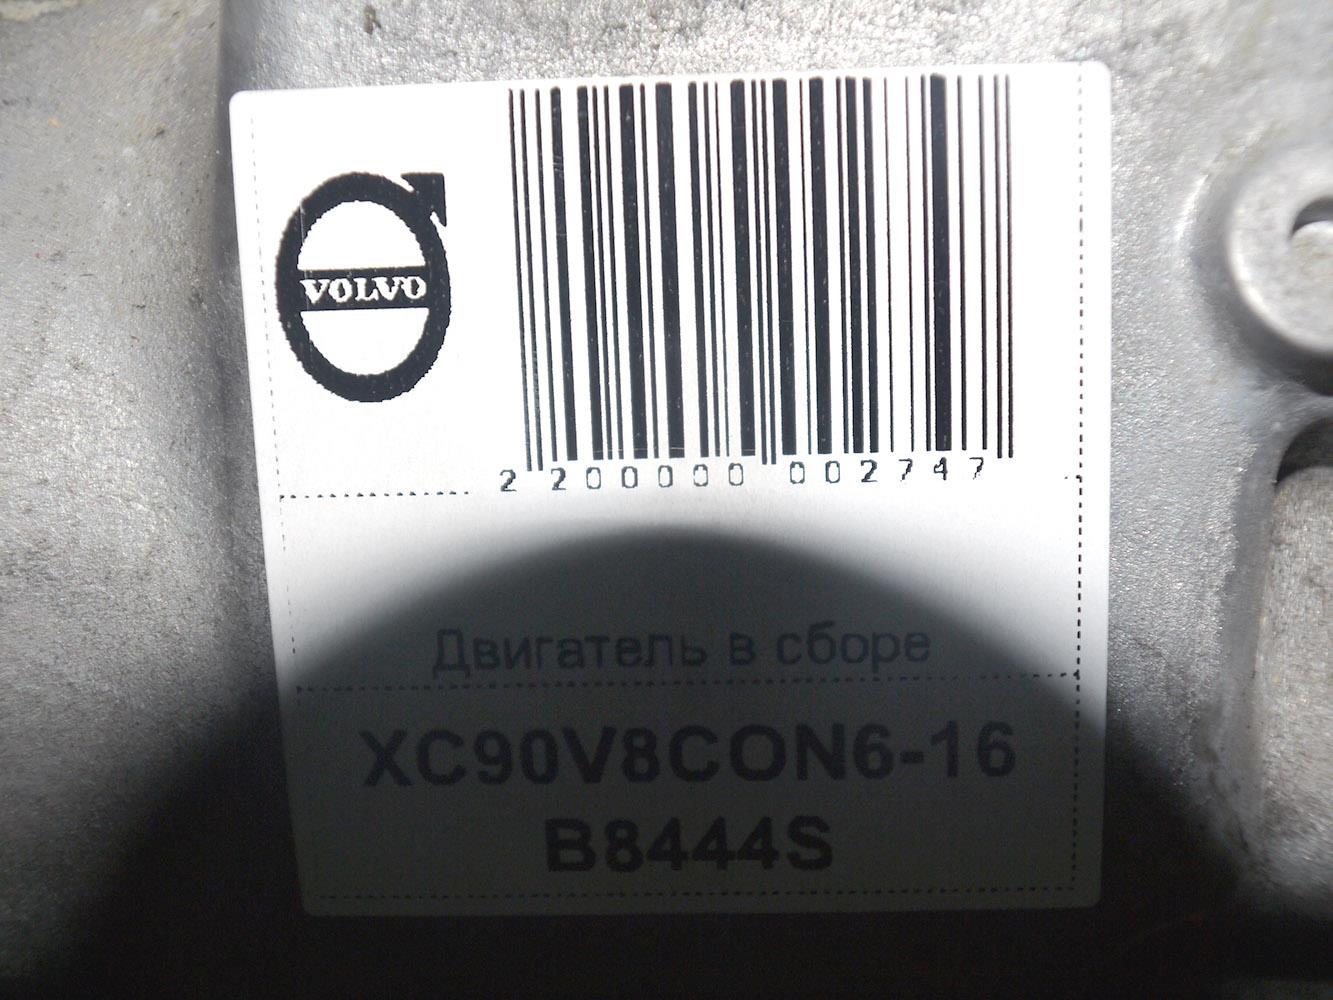 VOLVO
2 200000 002747
Двигатель в сборе
XC90V8CON6-16
B8444S